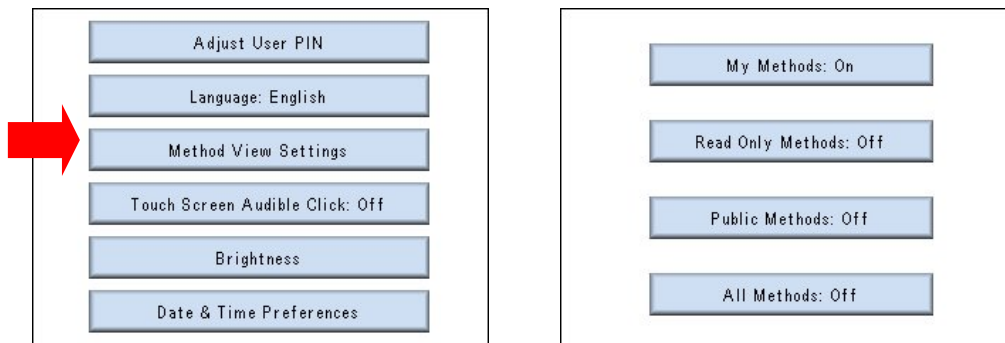 Adjust User PIN
Language: English
Method View Settings
Touch Screen Audible Click: Off
Brightness
Date & Time Preferences
My Methods: On
Read Only Methods: Off
Public Methods: Off
All Methods: Off